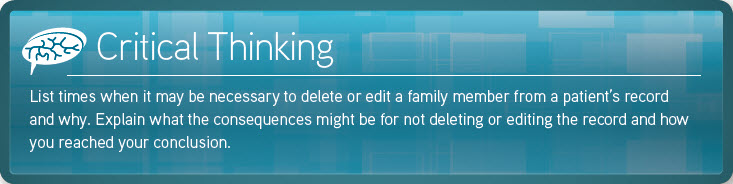 Critical Thinking
List times when it may be necessary to delete or edit a family member from a patient's record
and why. Explain what the consequences might be for not deleting or editing the record and how
you reached your conclusion.